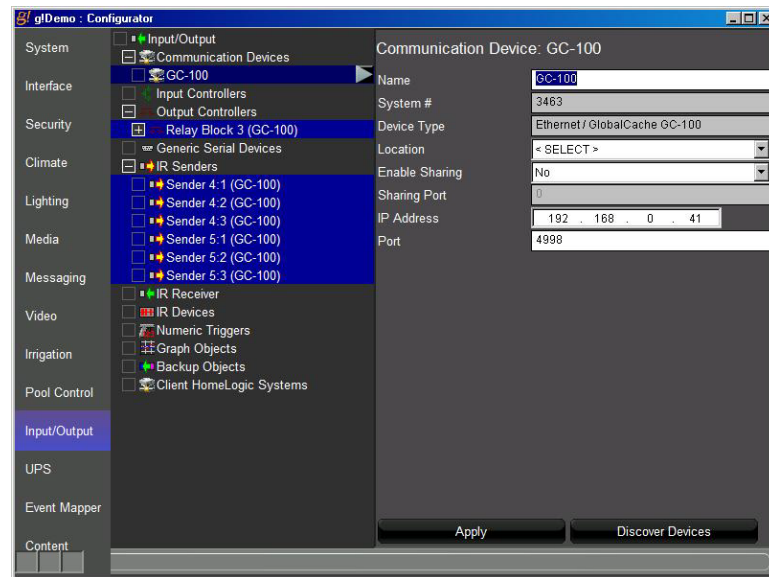 g! g!Demo : Configurator
System
Interface
Security
Climate
Lighting
Media
Messaging
Video
Irrigation
Pool Control
Input/Output
UPS
Event Mapper
Content
Input/Output
Communication Devices
GC-100
Input Controllers
Output Controllers
Relay Block 3 (GC-100)
Generic Serial Devices
IR Senders
Sender 4:1 (GC-100)
Sender 4:2 (GC-100)
Sender 4:3 (GC-100)
Sender 5:1 (GC-100)
Sender 5:2 (GC-100)
Sender 5:3 (GC-100)
IR Receiver
IR Devices
Numeric Triggers
Graph Objects
Backup Objects
Client HomeLogic Systems
Communication Device: GC-100
Name GC-100
System # 3463
Device Type Ethernet / GlobalCache GC-100
Location < SELECT >
Enable Sharing No
Sharing Port 0
IP Address 192 . 168 . 0 . 41
Port 4998
Apply Discover Devices